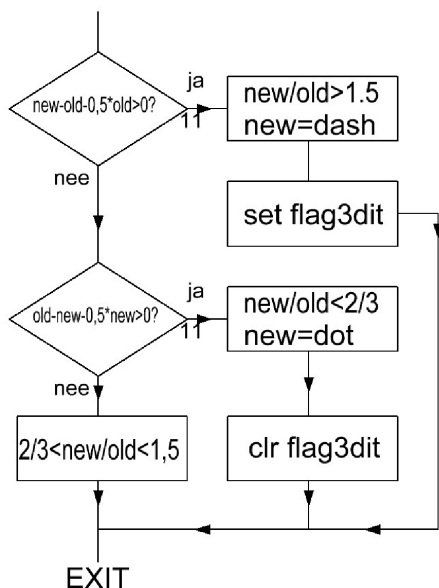 new-old-0,5*old>0?
ja
11
new/old>1.5
new=dash
nee
set flag3dit
old-new-0,5*new>0?
ja
11
new/old<2/3
new=dot
nee
2/3<new/old<1,5
clr flag3dit
EXIT